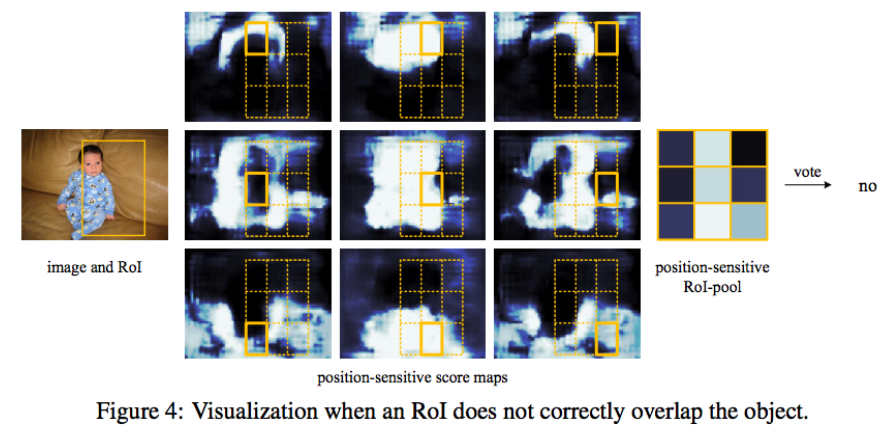 image and RoI
position-sensitive score maps
position-sensitive
RoI-pool
vote
no
Figure 4: Visualization when an RoI does not correctly overlap the object.